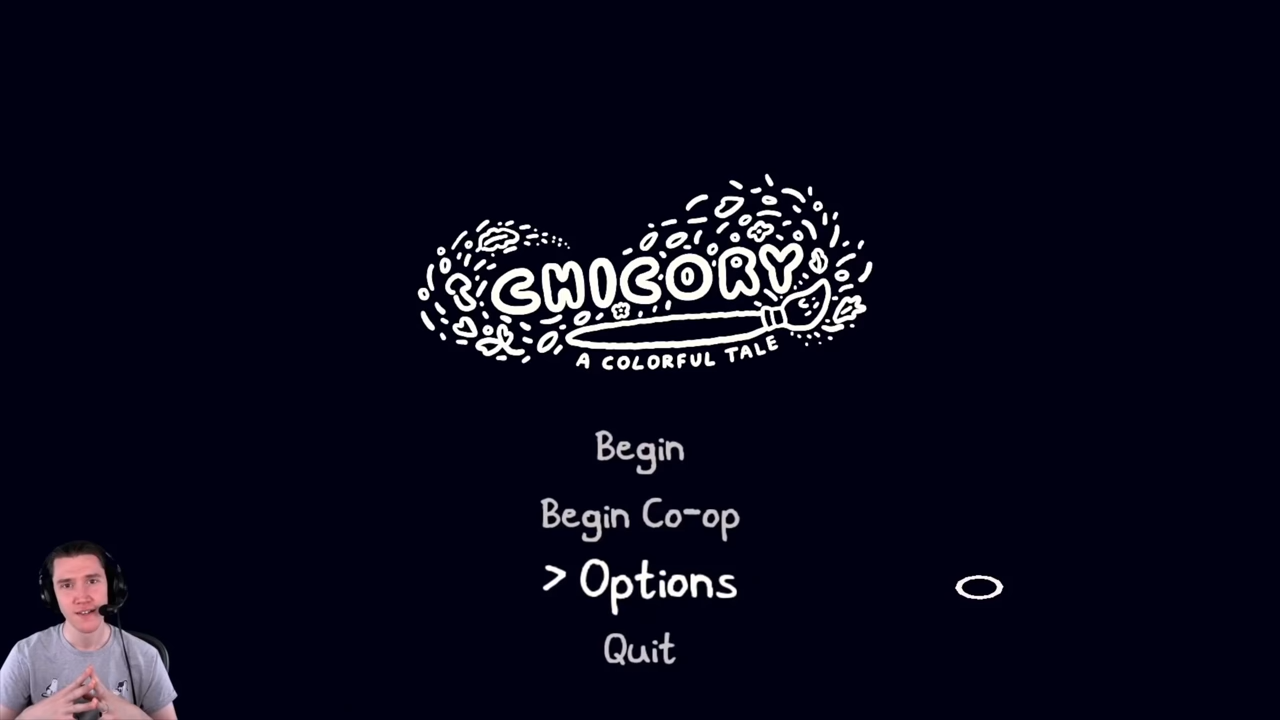 CHICORY
A COLORFUL TALE
Begin
Begin Co-op
> Options
Quit